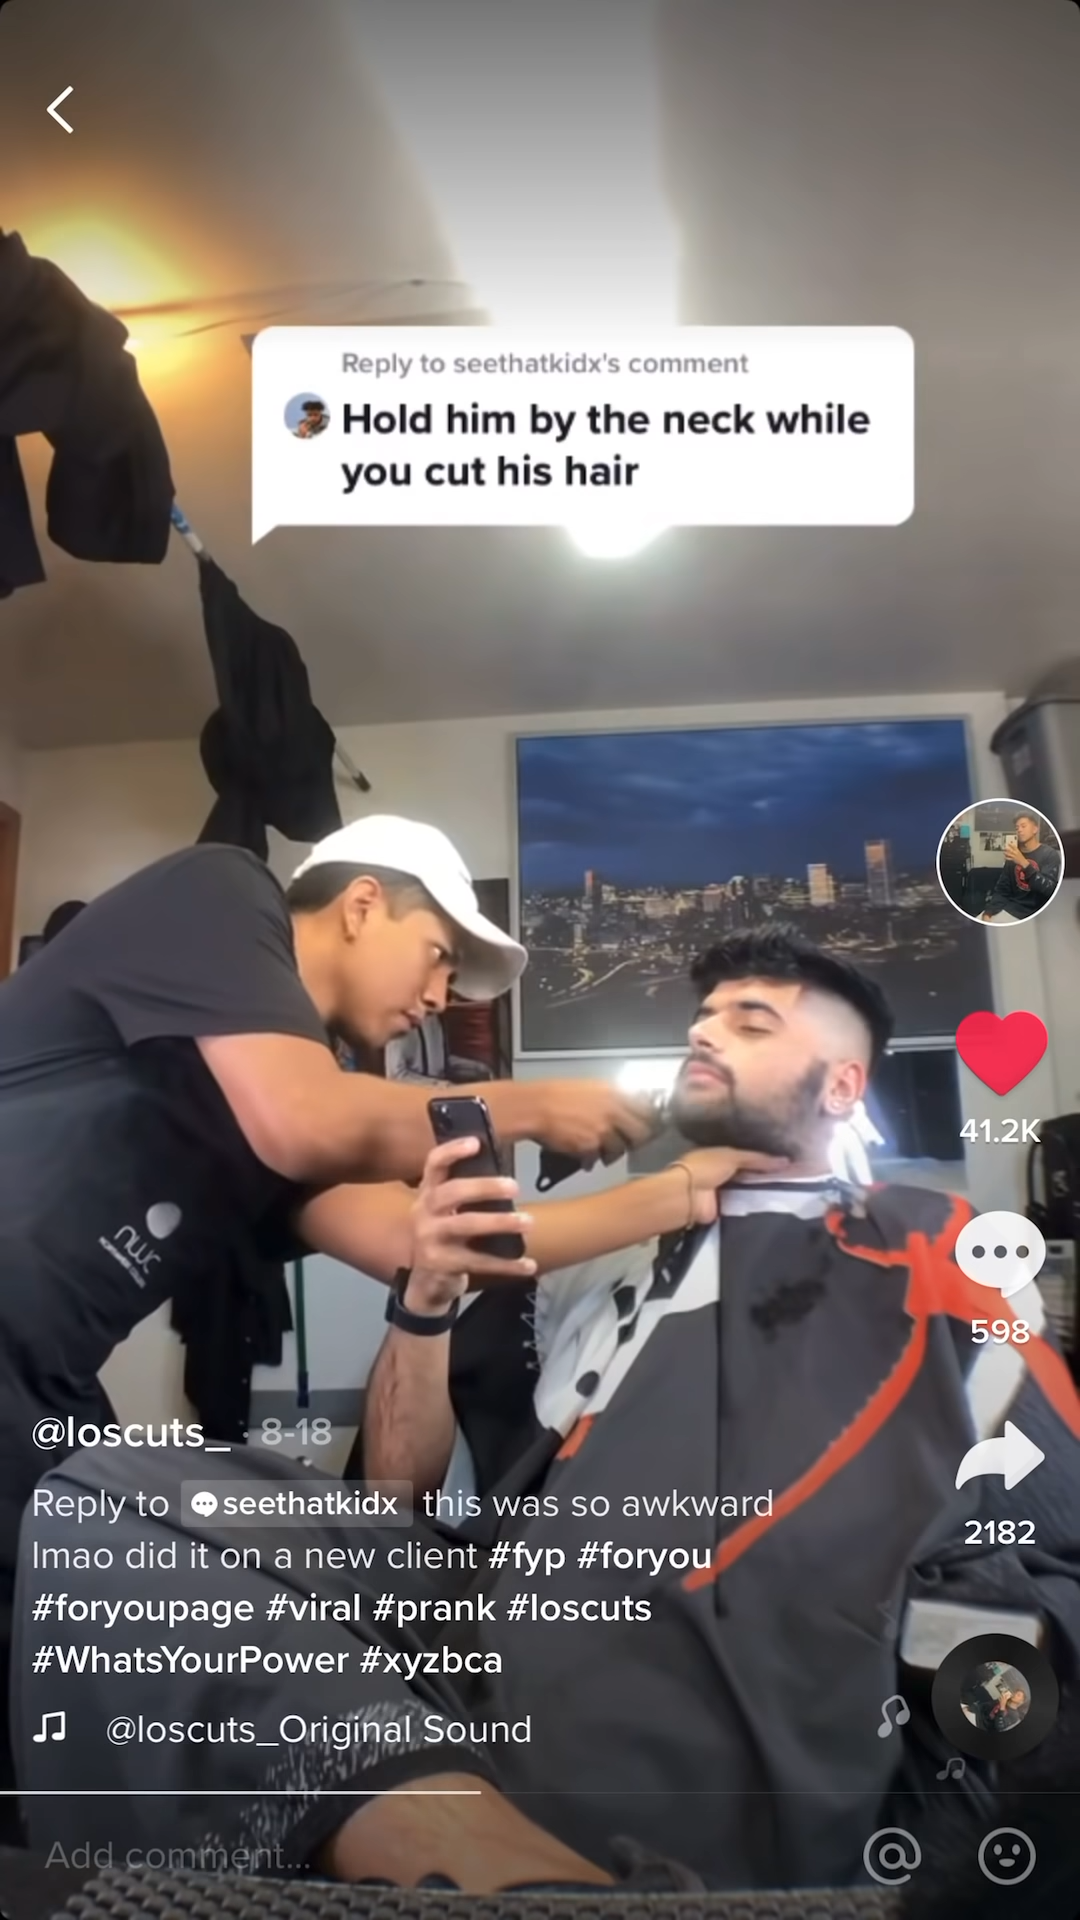 Reply to seethatkidx's comment
Hold him by the neck while
you cut his hair
41.2K
598
2182
@loscuts_ · 8-18
Reply to seethatkidx this was so awkward
lmao did it on a new client #fyp #foryou
#foryoupage #viral #prank #loscuts
#WhatsYourPower #xyzbca
@loscuts_Original Sound
Add comment...
nwc